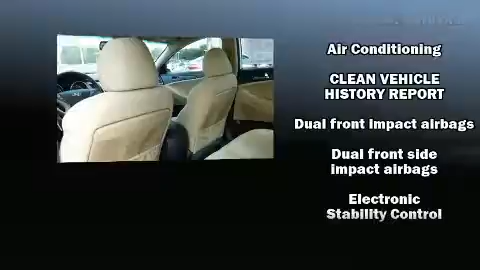 Air Conditioning
CLEAN VEHICLE
HISTORY REPORT
Dual front impact airbags
Dual front side
impact airbags
Electronic
Stability Control